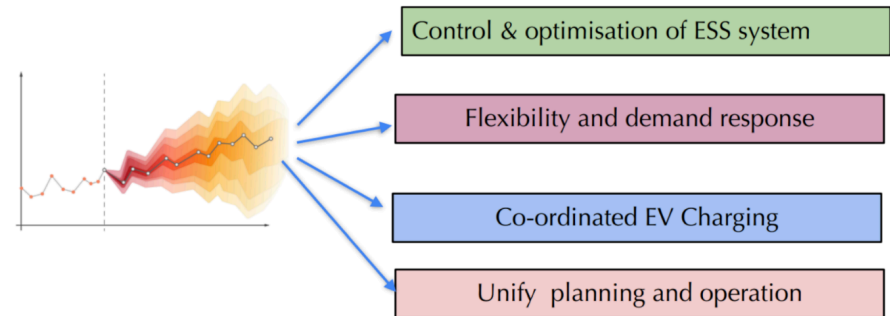 Control & optimisation of ESS system
Flexibility and demand response
Co-ordinated EV Charging
Unify planning and operation